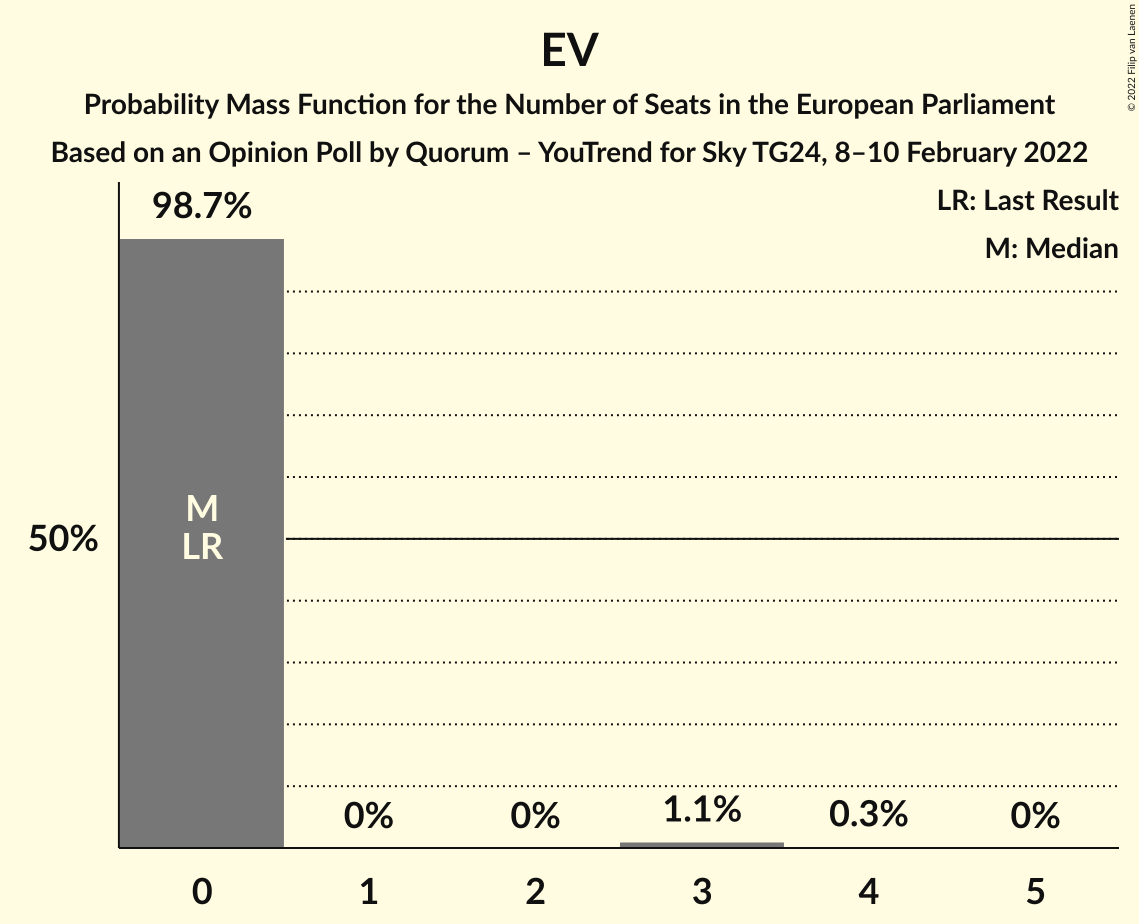 EV
Probability Mass Function for the Number of Seats in the European Parliament
Based on an Opinion Poll by Quorum – YouTrend for Sky TG24, 8–10 February 2022
© 2022 Filip van Laenen
LR: Last Result
M: Median
98.7%
M
LR
50%
0%
0%
1.1%
0.3%
0%
0
1
2
3
4
5